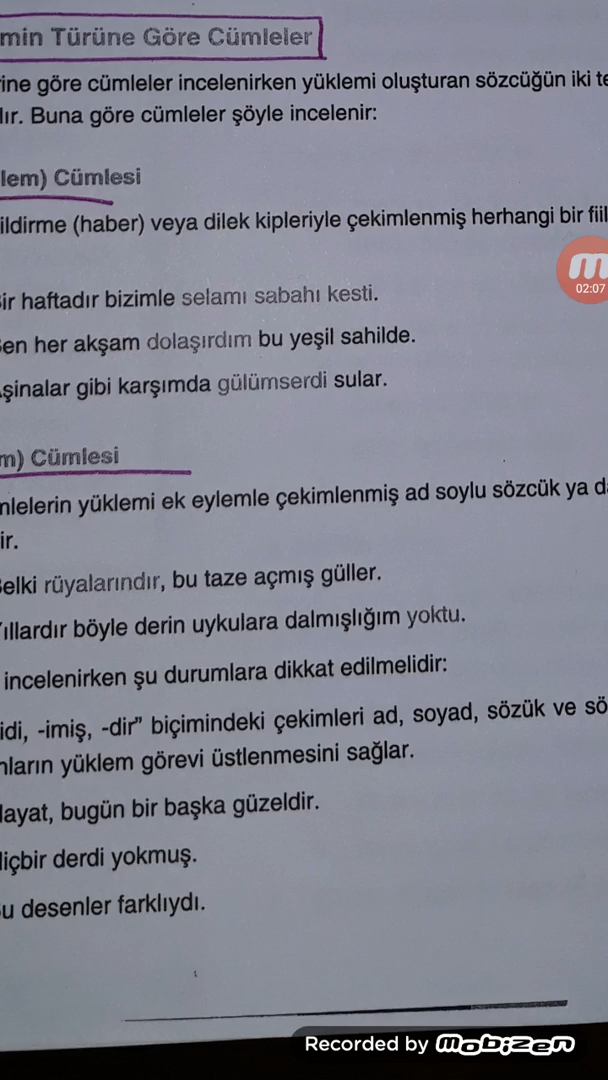 min Türüne Göre Cümleler
rine göre cümleler incelenirken yüklemi oluşturan sözcüğün iki te
lır. Buna göre cümleler şöyle incelenir:
lem) Cümlesi
ildirme (haber) veya dilek kipleriyle çekimlenmiş herhangi bir fiil
02:07
ir haftadır bizimle selamı sabahı kesti.
en her akşam dolaşırdım bu yeşil sahilde.
şinalar gibi karşımda gülümserdi sular.
m) Cümlesi
nlelerin yüklemi ek eylemle çekimlenmiş ad soylu sözcük ya da
ir.
elki rüyalarındır, bu taze açmış güller.
ıllardır böyle derin uykulara dalmışlığım yoktu.
incelenirken şu durumlara dikkat edilmelidir:
idi, -imiş, -dir" biçimindeki çekimleri ad, soyad, sözük ve sö
nların yüklem görevi üstlenmesini sağlar.
layat, bugün bir başka güzeldir.
liçbir derdi yokmuş.
u desenler farklıydı.
Recorded by mobizen